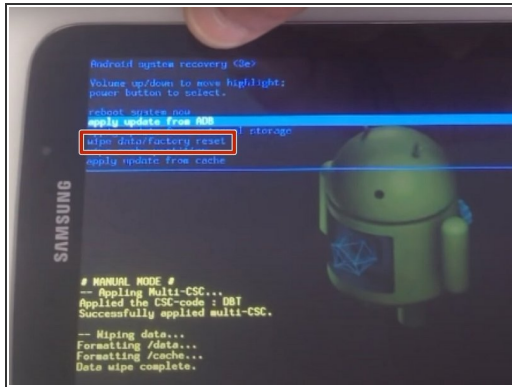 Android system recovery <3e>
Volume up/down to move highlight;
power button to select.
reboot system now
apply update from ADB
storage
wipe data/factory reset
apply update from cache
SAMSUNG
# MANUAL MODE #
-- Appling Multi-CSC...
Applied the CSC-code : DBT
Successfully applied multi-CSC.
-- Wiping data...
Formatting /data...
Formatting /cache...
Data wipe complete.